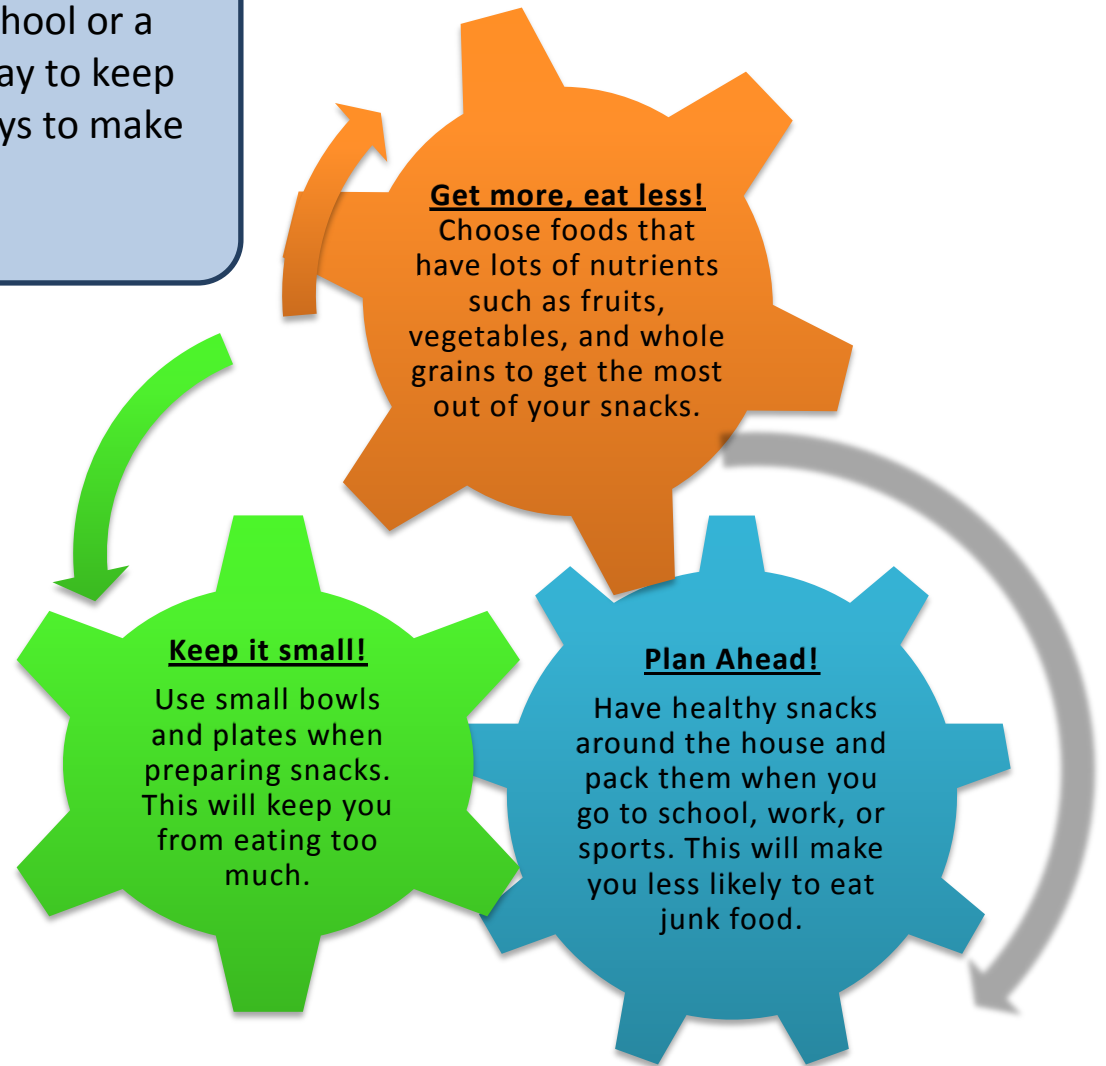 or a
to keep
to make
Get more, eat less!
Choose foods that
have lots of nutrients
such as fruits,
vegetables, and whole
grains to get the most
out of your snacks.
Keep it small!
Use small bowls
and plates when
preparing snacks.
This will keep you
from eating too
much.
Plan Ahead!
Have healthy snacks
around the house and
pack them when you
go to school, work, or
sports. This will make
you less likely to eat
junk food.